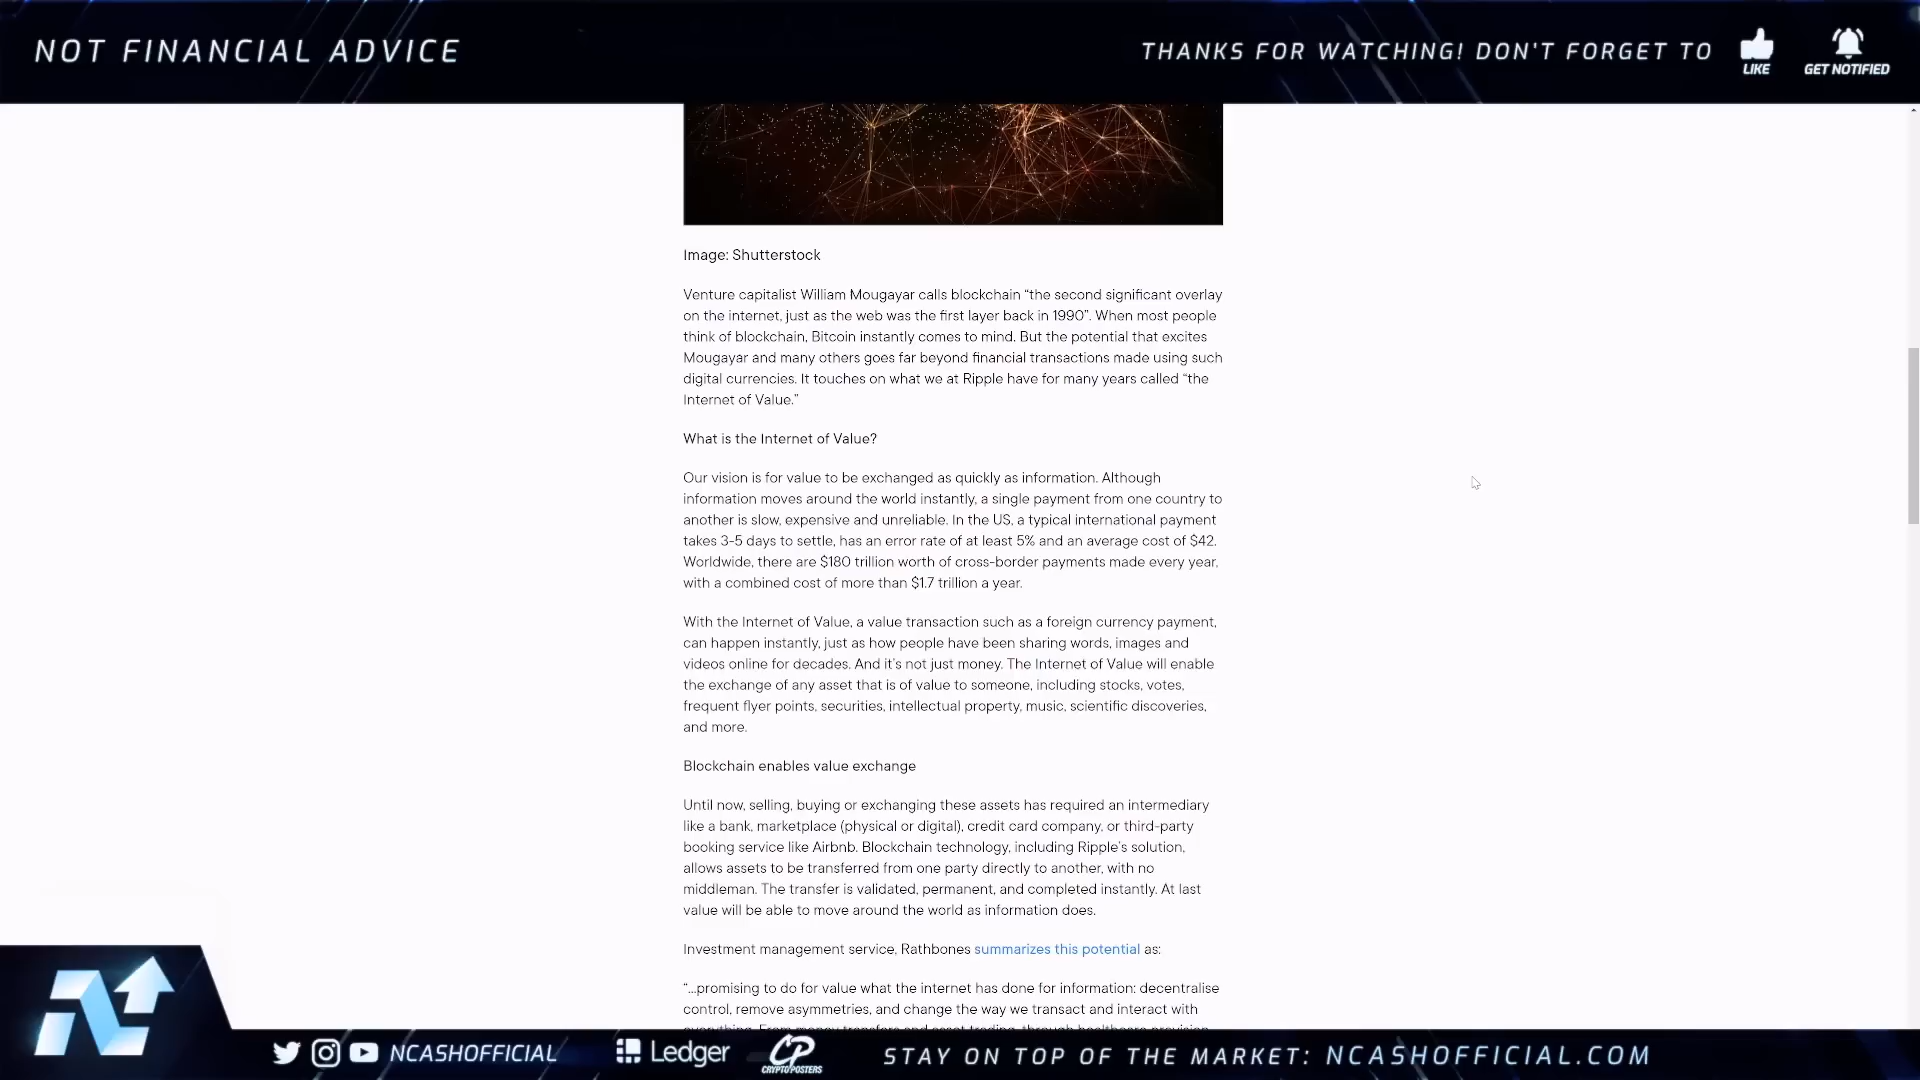 NOT FINANCIAL ADVICE
THANKS FOR WATCHING! DON'T FORGET TO
LIKE
GET NOTIFIED
Image: Shutterstock
Venture capitalist William Mougayar calls blockchain “the second significant overlay
on the internet, just as the web was the first layer back in 1990”. When most people
think of blockchain, Bitcoin instantly comes to mind. But the potential that excites
Mougayar and many others goes far beyond financial transactions made using such
digital currencies. It touches on what we at Ripple have for many years called “the
Internet of Value.”
What is the Internet of Value?
Our vision is for value to be exchanged as quickly as information. Although
information moves around the world instantly, a single payment from one country to
another is slow, expensive and unreliable. In the US, a typical international payment
takes 3-5 days to settle, has an error rate of at least 5% and an average cost of $42.
Worldwide, there are $180 trillion worth of cross-border payments made every year,
with a combined cost of more than $1.7 trillion a year.
With the Internet of Value, a value transaction such as a foreign currency payment,
can happen instantly, just as how people have been sharing words, images and
videos online for decades. And it's not just money. The Internet of Value will enable
the exchange of any asset that is of value to someone, including stocks, votes,
frequent flyer points, securities, intellectual property, music, scientific discoveries,
and more.
Blockchain enables value exchange
Until now, selling, buying or exchanging these assets has required an intermediary
like a bank, marketplace (physical or digital), credit card company, or third-party
booking service like Airbnb. Blockchain technology, including Ripple's solution,
allows assets to be transferred from one party directly to another, with no
middleman. The transfer is validated, permanent, and completed instantly. At last
value will be able to move around the world as information does.
Investment management service, Rathbones summarizes this potential as:
“…promising to do for value what the internet has done for information: decentralise
control, remove asymmetries, and change the way we transact and interact with
NCASHOFFICIAL
Ledger
CP
CRYPTOPOSTERS
STAY ON TOP OF THE MARKET: NCASHOFFICIAL.COM